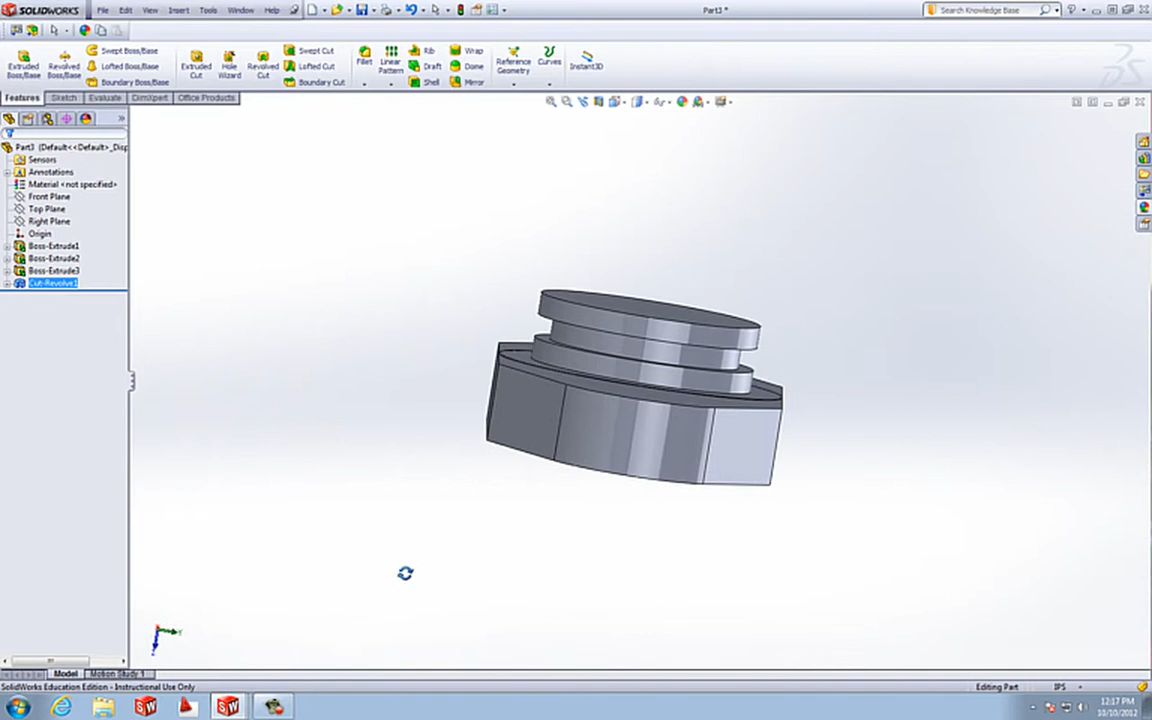 SOLIDWORKS File Edit View Insert Tools Window Help Part3 * Search Knowledge Base
Extruded Boss/Base
Revolved Boss/Base
Swept Boss/Base
Lofted Boss/Base
Boundary Boss/Base
Extruded Cut
Hole Wizard
Revolved Cut
Swept Cut
Lofted Cut
Boundary Cut
Fillet
Linear Pattern
Rib
Draft
Shell
Wrap
Dome
Mirror
Reference Geometry
Curves
Instant3D
Features Sketch Evaluate DimXpert Office Products
Part3 (Default<<Default>_Disp
Sensors
Annotations
Material <not specified>
Front Plane
Top Plane
Right Plane
Origin
Boss-Extrude1
Boss-Extrude2
Boss-Extrude3
Cut-Revolve1
Model Motion Study 1
SolidWorks Education Edition - Instructional Use Only Editing Part IPS
12:17 PM
10/10/2012